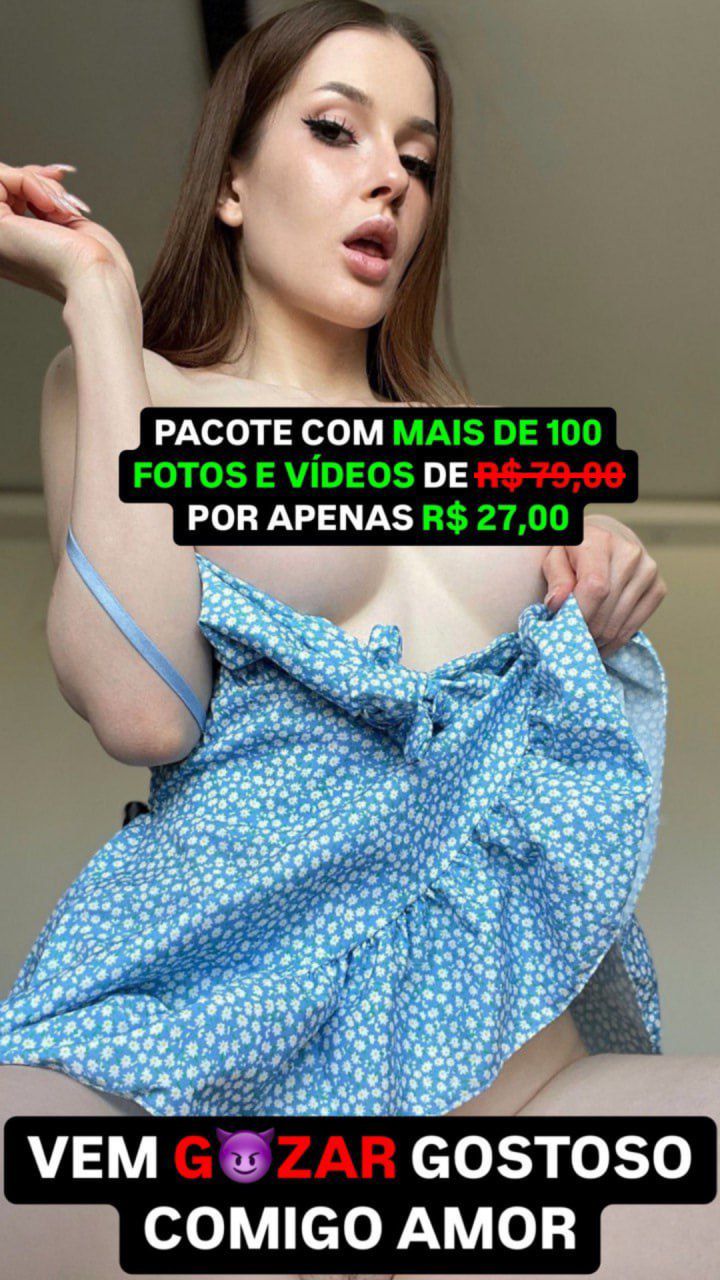 PACOTE COM MAIS DE 100
FOTOS E VÍDEOS DE R$ 79,00
POR APENAS R$ 27,00
VEM G😈ZAR GOSTOSO
COMIGO AMOR